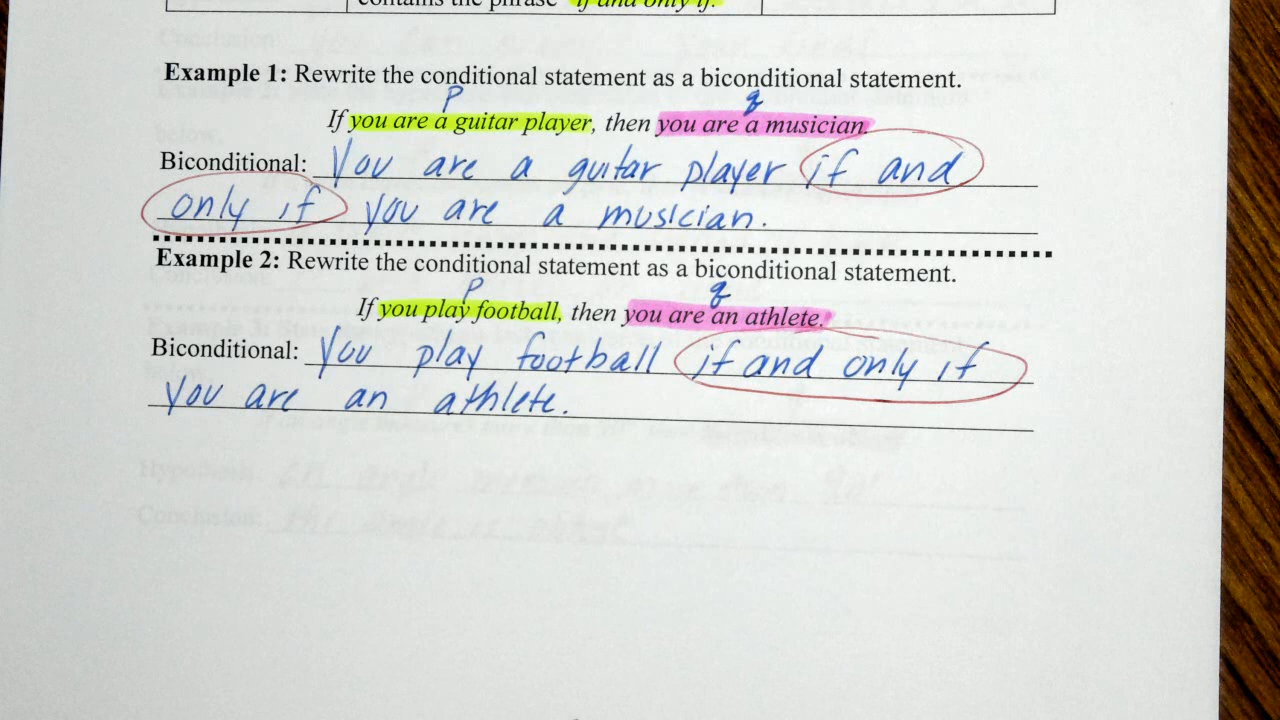 contains the phrase "if and only if."
Example 1: Rewrite the conditional statement as a biconditional statement.
p q
If you are a guitar player, then you are a musician.
Biconditional: You are a guitar player if and
only if you are a musician.
Example 2: Rewrite the conditional statement as a biconditional statement.
p q
If you play football, then you are an athlete.
Biconditional: You play football if and only if
you are an athlete.
Hypothesis:
Conclusion: